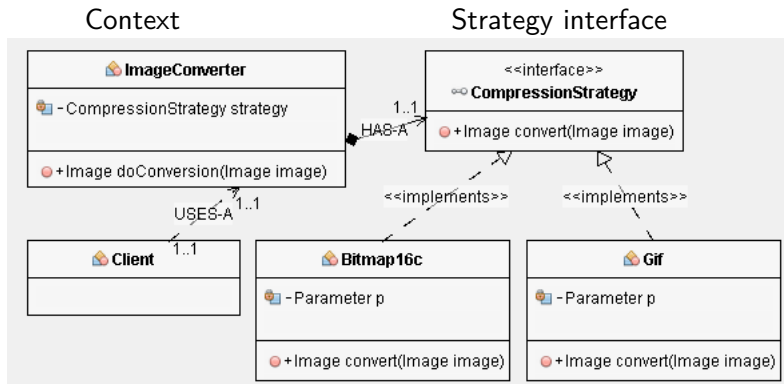 Context
Strategy interface
ImageConverter
- CompressionStrategy strategy
+ Image doConversion(Image image)
<<interface>>
CompressionStrategy
+ Image convert(Image image)
1..1
HAS-A
<<implements>>
<<implements>>
USES-A
1..1
1..1
Client
Bitmap16c
- Parameter p
+ Image convert(Image image)
Gif
- Parameter p
+ Image convert(Image image)